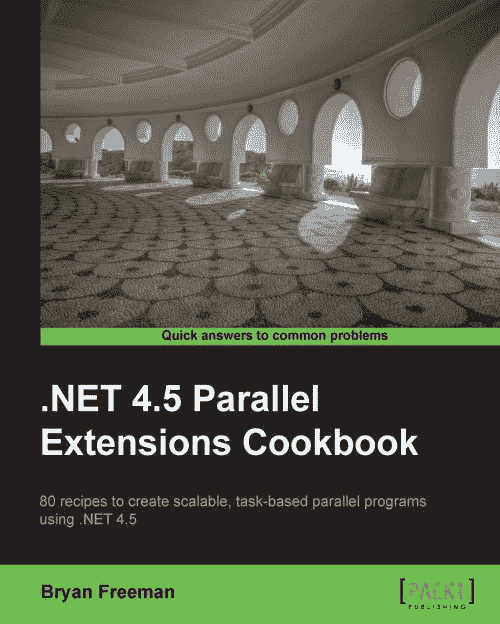 Quick answers to common problems
.NET 4.5 Parallel
Extensions Cookbook
80 recipes to create scalable, task-based parallel programs
using .NET 4.5
Bryan Freeman
[PACKT]
PUBLISHING